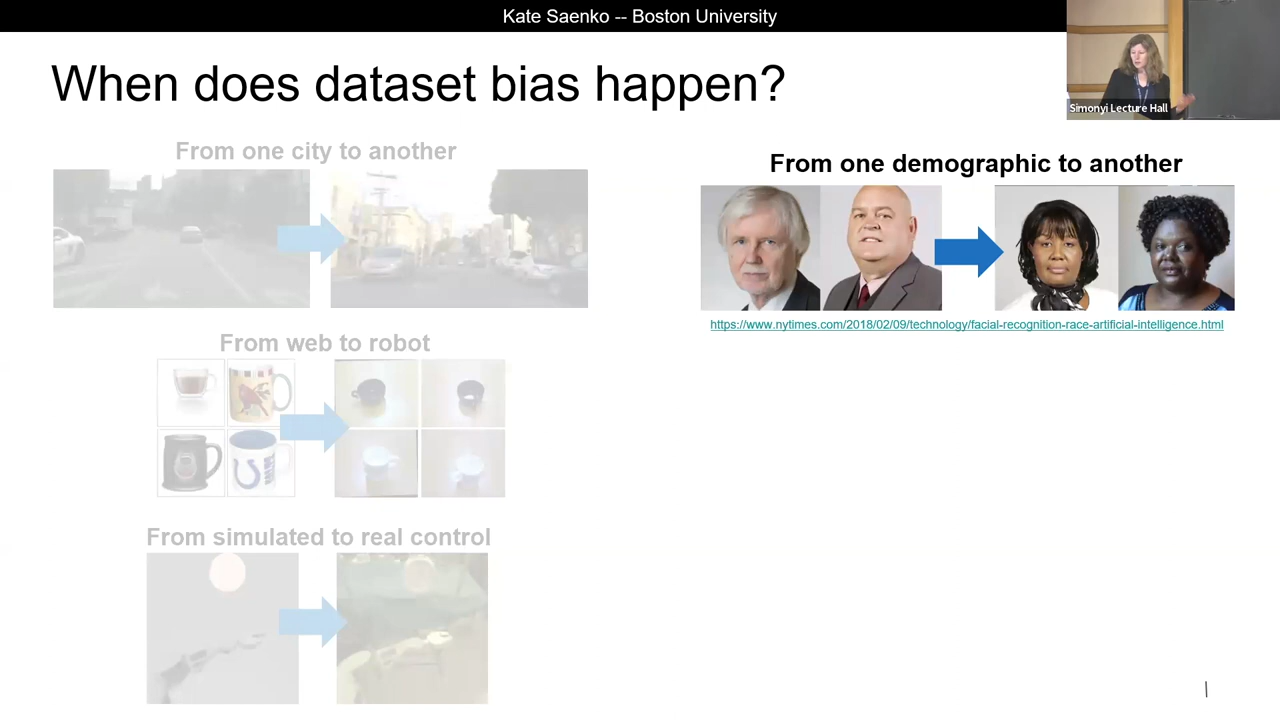 Kate Saenko -- Boston University
When does dataset bias happen?
Simonyi Lecture Hall
From one city to another
From one demographic to another
https://www.nytimes.com/2018/02/09/technology/facial-recognition-race-artificial-intelligence.html
From web to robot
From simulated to real control